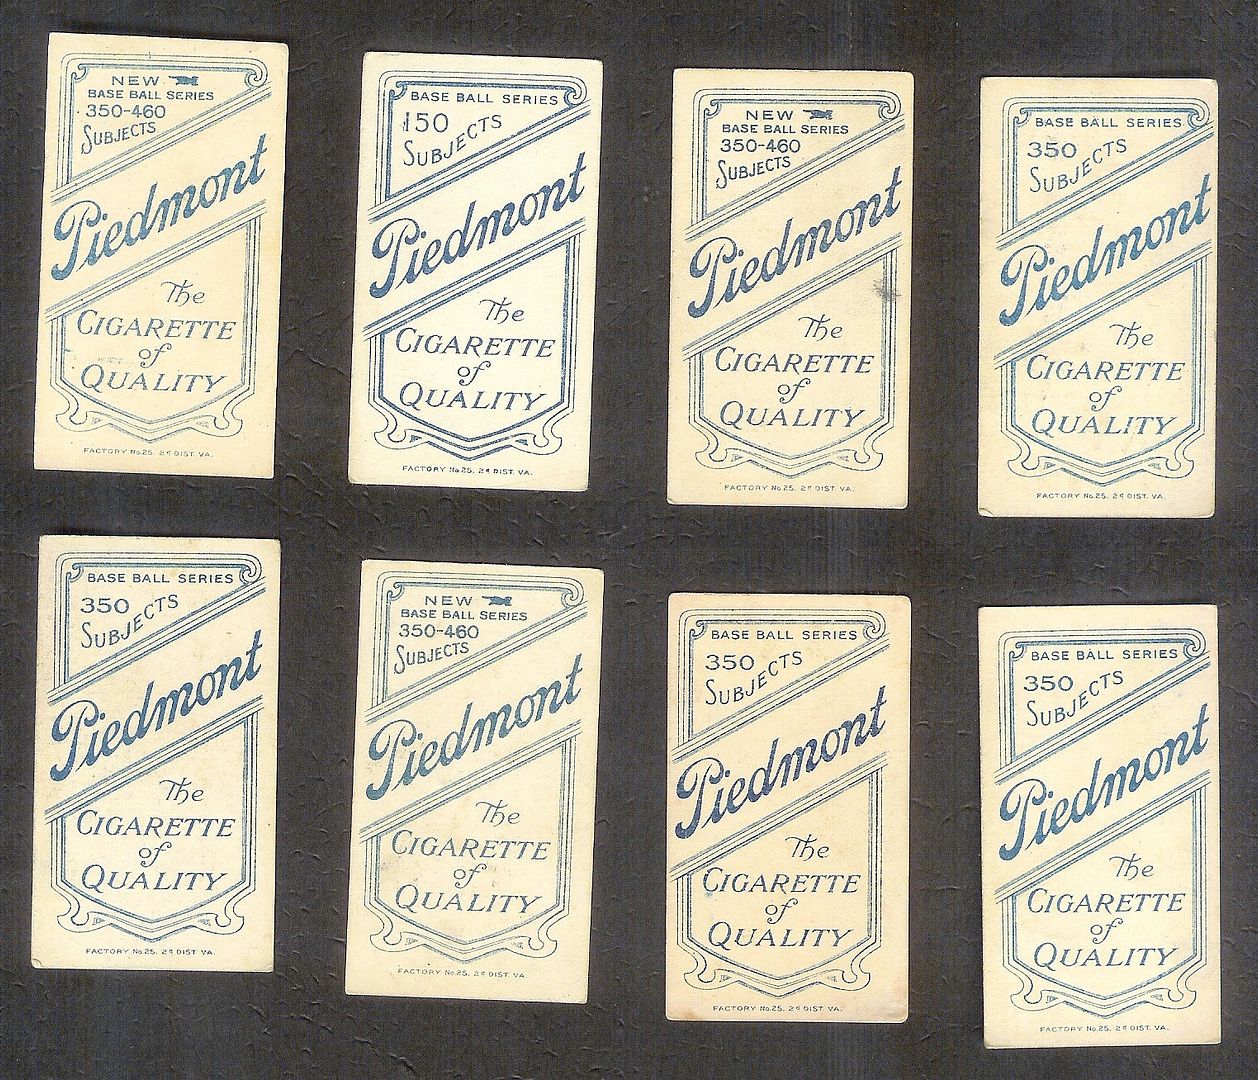 NEW
BASE BALL SERIES
350-460
SUBJECTS
Piedmont
The
CIGARETTE
of
QUALITY
FACTORY No.25. 2d DIST. VA.
BASE BALL SERIES
150
SUBJECTS
Piedmont
The
CIGARETTE
of
QUALITY
FACTORY No.25. 2d DIST. VA.
NEW
BASE BALL SERIES
350-460
SUBJECTS
Piedmont
The
CIGARETTE
of
QUALITY
FACTORY No.25. 2d DIST. VA.
BASE BALL SERIES
350
SUBJECTS
Piedmont
The
CIGARETTE
of
QUALITY
FACTORY No.25. 2d DIST. VA.
BASE BALL SERIES
350
SUBJECTS
Piedmont
The
CIGARETTE
of
QUALITY
FACTORY No.25. 2d DIST. VA.
NEW
BASE BALL SERIES
350-460
SUBJECTS
Piedmont
The
CIGARETTE
of
QUALITY
FACTORY No.25. 2d DIST. VA.
BASE BALL SERIES
350
SUBJECTS
Piedmont
The
CIGARETTE
of
QUALITY
FACTORY No.25. 2d DIST. VA.
BASE BALL SERIES
350
SUBJECTS
Piedmont
The
CIGARETTE
of
QUALITY
FACTORY No.25. 2d DIST. VA.